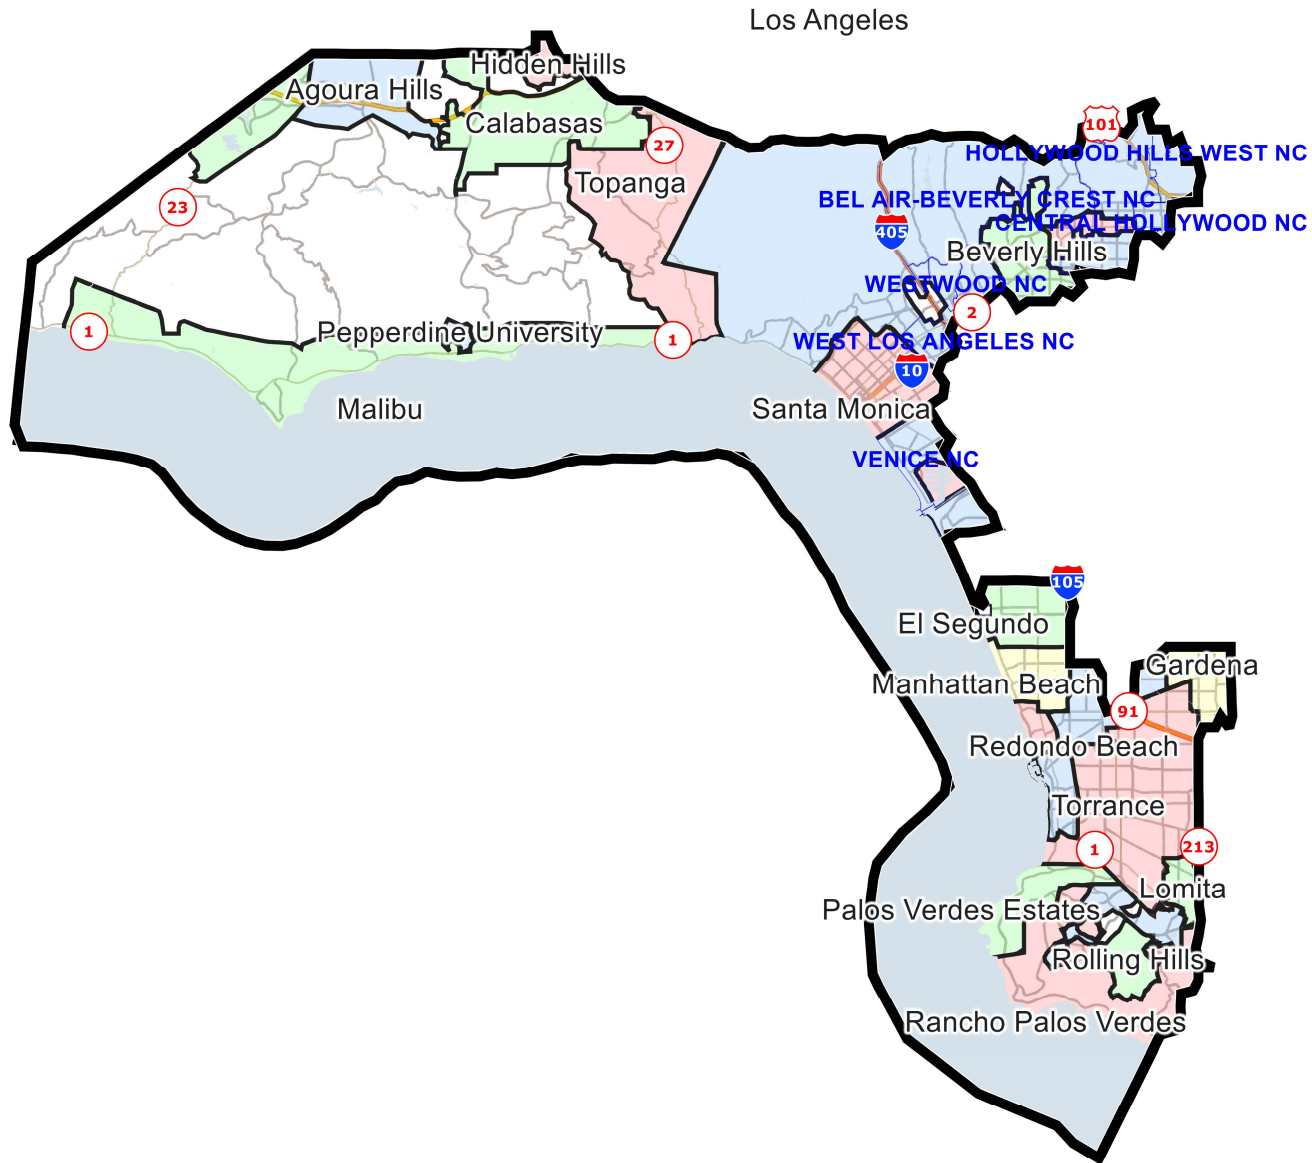 Los Angeles
Hidden Hills
Agoura Hills
Calabasas
101
27
HOLLYWOOD HILLS WEST NC
Topanga
BEL AIR-BEVERLY CREST NC
23
CENTRAL HOLLYWOOD NC
405
Beverly Hills
WESTWOOD NC
2
1
Pepperdine University
1
WEST LOS ANGELES NC
10
Malibu
Santa Monica
VENICE NC
105
El Segundo
Gardena
Manhattan Beach
91
Redondo Beach
Torrance
1
213
Lomita
Palos Verdes Estates
Rolling Hills
Rancho Palos Verdes